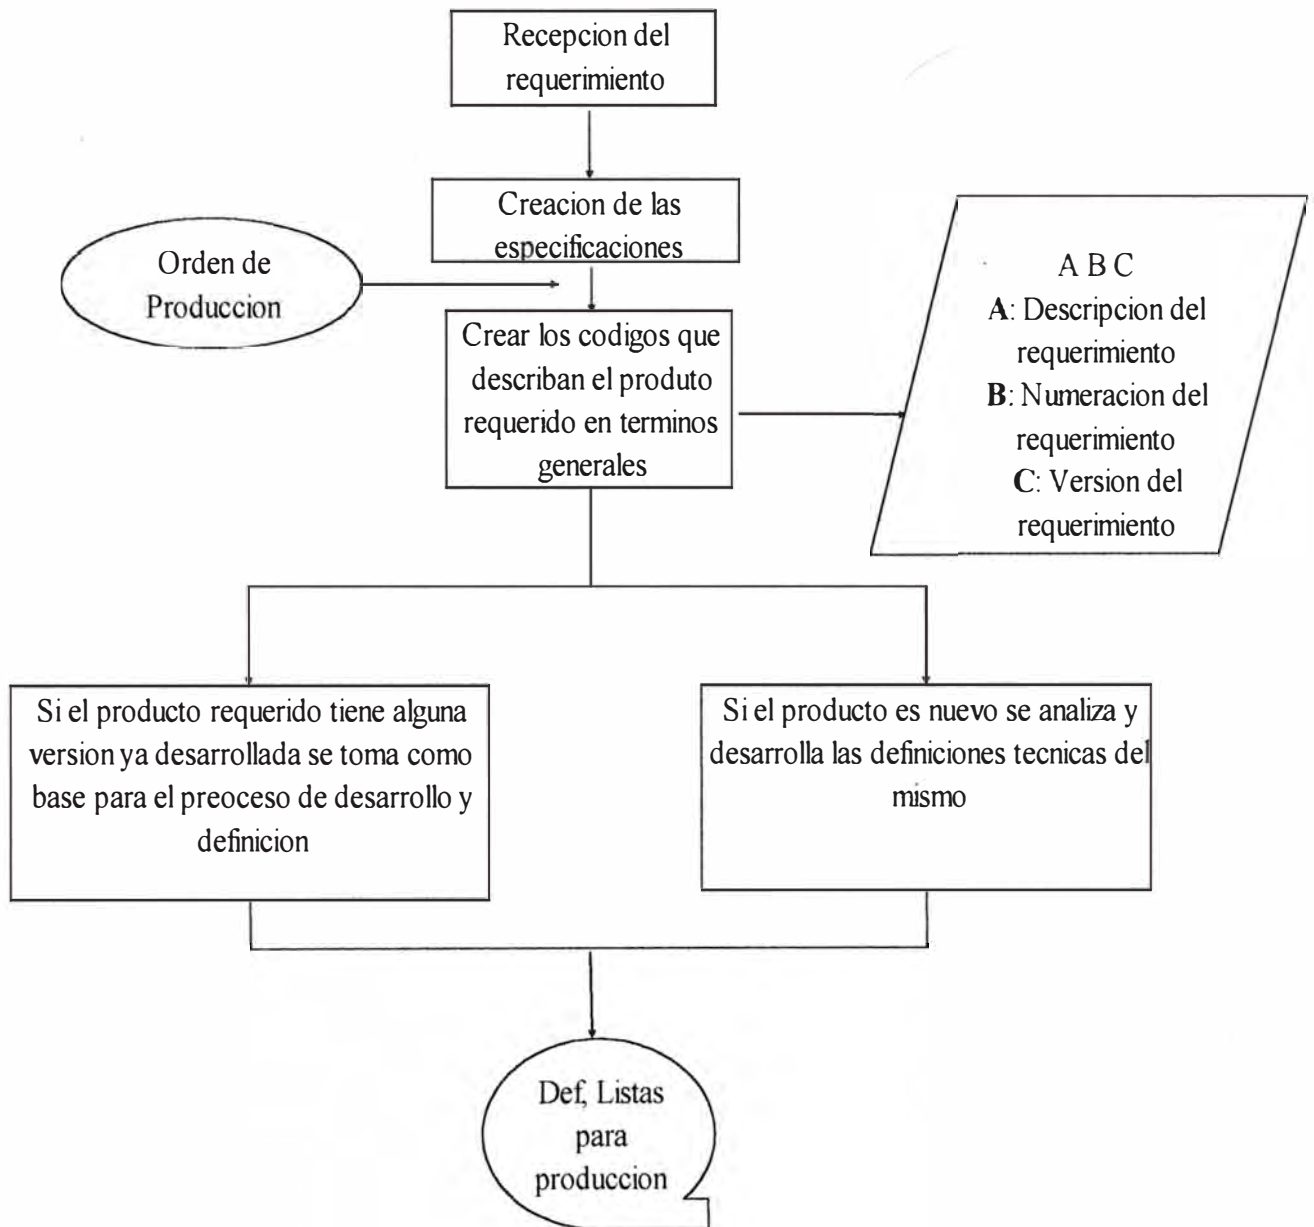 Recepcion del
requerimiento
Creacion de las
especificaciones
Orden de
Produccion
Crear los codigos que
describan el produto
requerido en terminos
generales
A B C
A: Descripcion del
requerimiento
B: Numeracion del
requerimiento
C: Version del
requerimiento
Si el producto requerido tiene alguna
version ya desarrollada se toma como
base para el preoceso de desarrollo y
definicion
Si el producto es nuevo se analiza y
desarrolla las definiciones tecnicas del
mismo
Def, Listas
para
produccion